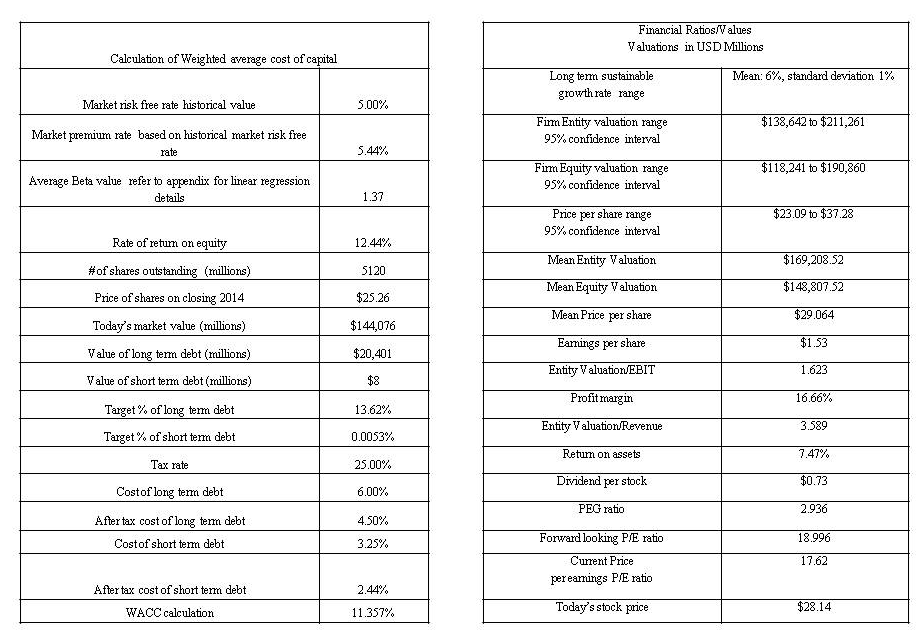 Calculation of Weighted average cost of capital
Market risk free rate historical value 5.00%
Market premium rate based on historical market risk free
rate 5.44%
Average Beta value refer to appendix for linear regression
details 1.37
Rate of return on equity 12.44%
# of shares outstanding (millions) 5120
Price of shares on closing 2014 $25.26
Today's market value (millions) $144,076
Value of long term debt (millions) $20,401
Value of short term debt (millions) $8
Target % of long term debt 13.62%
Target % of short term debt 0.0053%
Tax rate 25.00%
Cost of long term debt 6.00%
After tax cost of long term debt 4.50%
Cost of short term debt 3.25%
After tax cost of short term debt 2.44%
WACC calculation 11.357%
Financial Ratios/Values
Valuations in USD Millions
Long term sustainable Mean: 6%, standard deviation 1%
growth rate range
Firm Entity valuation range $138,642 to $211,261
95% confidence interval
Firm Equity valuation range $118,241 to $190,860
95% confidence interval
Price per share range $23.09 to $37.28
95% confidence interval
Mean Entity Valuation $169,208.52
Mean Equity Valuation $148,807.52
Mean Price per share $29.064
Earnings per share $1.53
Entity Valuation/EBIT 1.623
Profit margin 16.66%
Entity Valuation/Revenue 3.589
Return on assets 7.47%
Dividend per stock $0.73
PEG ratio 2.936
Forward looking P/E ratio 18.996
Current Price 17.62
per earnings P/E ratio
Today's stock price $28.14